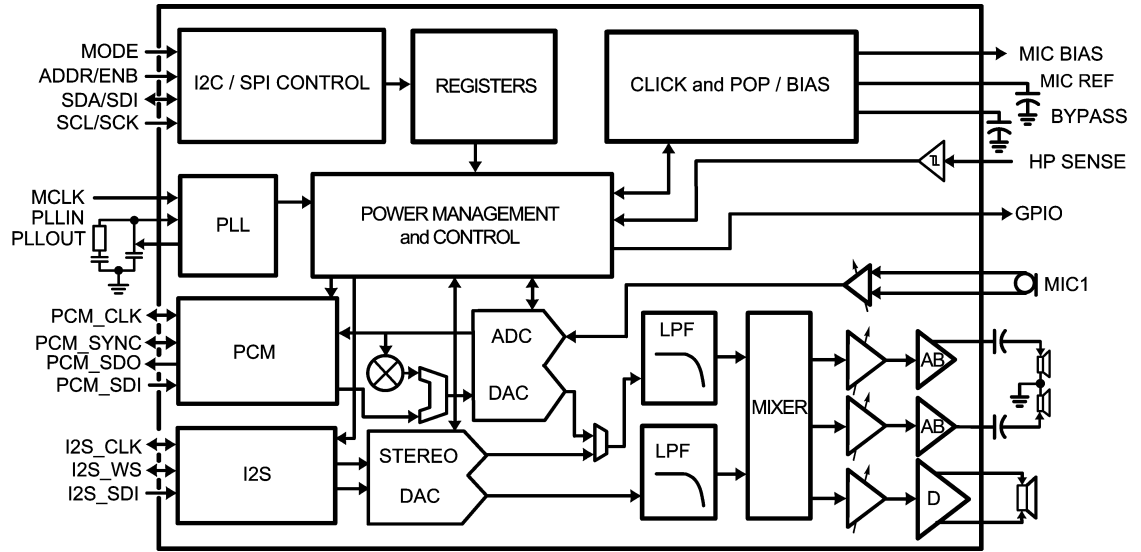 MODE
ADDR/ENB
SDA/SDI
SCL/SCK
I2C / SPI CONTROL
REGISTERS
CLICK and POP / BIAS
MIC BIAS
MIC REF
BYPASS
HP SENSE
MCLK
PLLIN
PLLOUT
PLL
POWER MANAGEMENT
and CONTROL
GPIO
MIC1
PCM_CLK
PCM_SYNC
PCM_SDO
PCM_SDI
PCM
ADC
DAC
LPF
MIXER
AB
AB
I2S_CLK
I2S_WS
I2S_SDI
I2S
STEREO
DAC
LPF
D